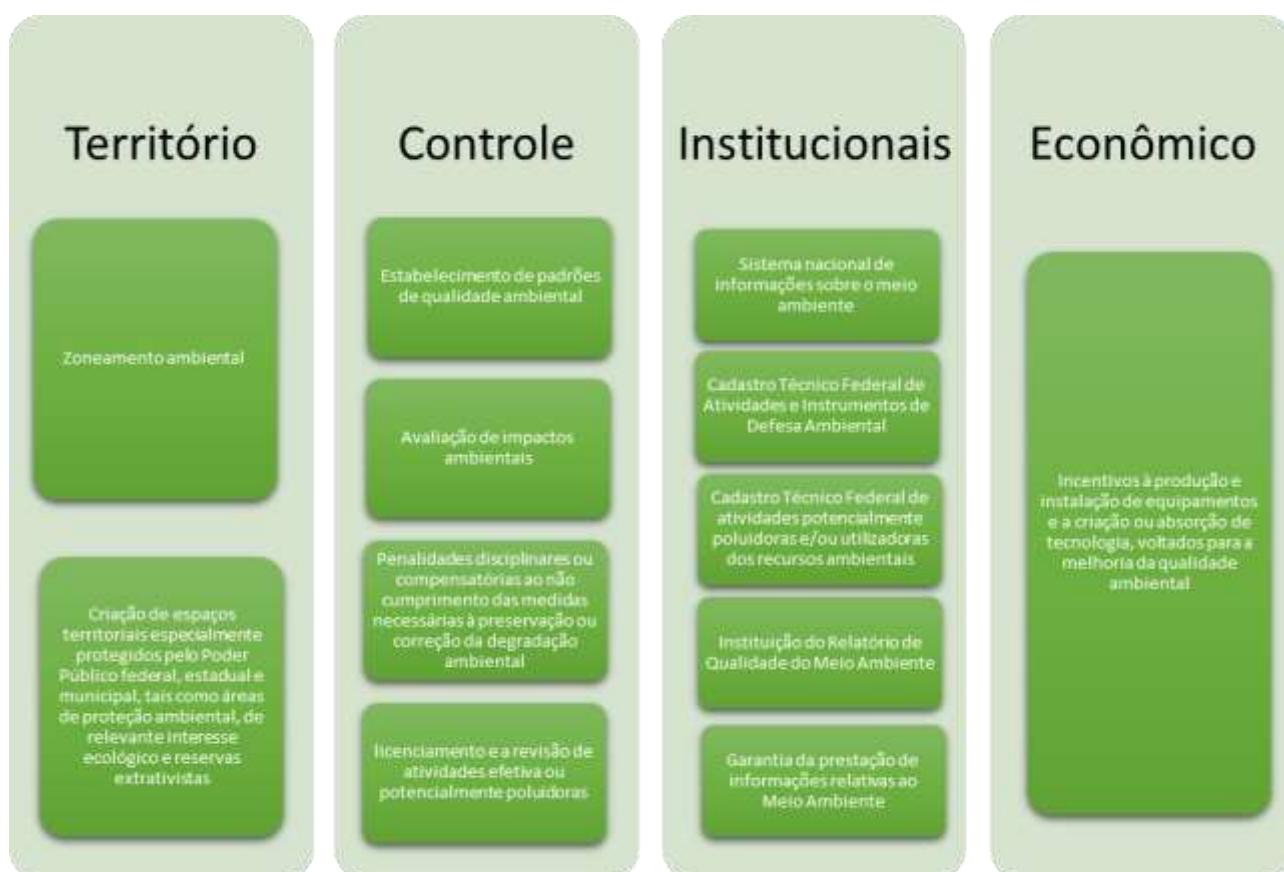 Território
Zoneamento ambiental
Criação de espaços
territoriais especialmente
protegidos pelo Poder
Público federal, estadual e
municipal, tais como áreas
de proteção ambiental, de
relevante interesse
ecológico e reservas
extrativistas
Controle
Estabelecimento de padrões
de qualidade ambiental
Avaliação de impactos
ambientais
Penalidades disciplinares ou
compensatórias ao não
cumprimento das medidas
necessárias à preservação ou
correção da degradação
ambiental
licenciamento e a revisão de
atividades efetiva ou
potencialmente poluidoras
Institucionais
Sistema nacional de
informações sobre o meio
ambiente
Cadastro Técnico Federal de
Atividades e Instrumentos de
Defesa Ambiental
Cadastro Técnico Federal de
atividades potencialmente
poluidoras e/ou utilizadoras
dos recursos ambientais
Instituição do Relatório de
Qualidade do Meio Ambiente
Garantia da prestação de
informações relativas ao
Meio Ambiente
Econômico
Incentivos à produção e
instalação de equipamentos
e a criação ou absorção de
tecnologia, voltados para a
melhoria da qualidade
ambiental